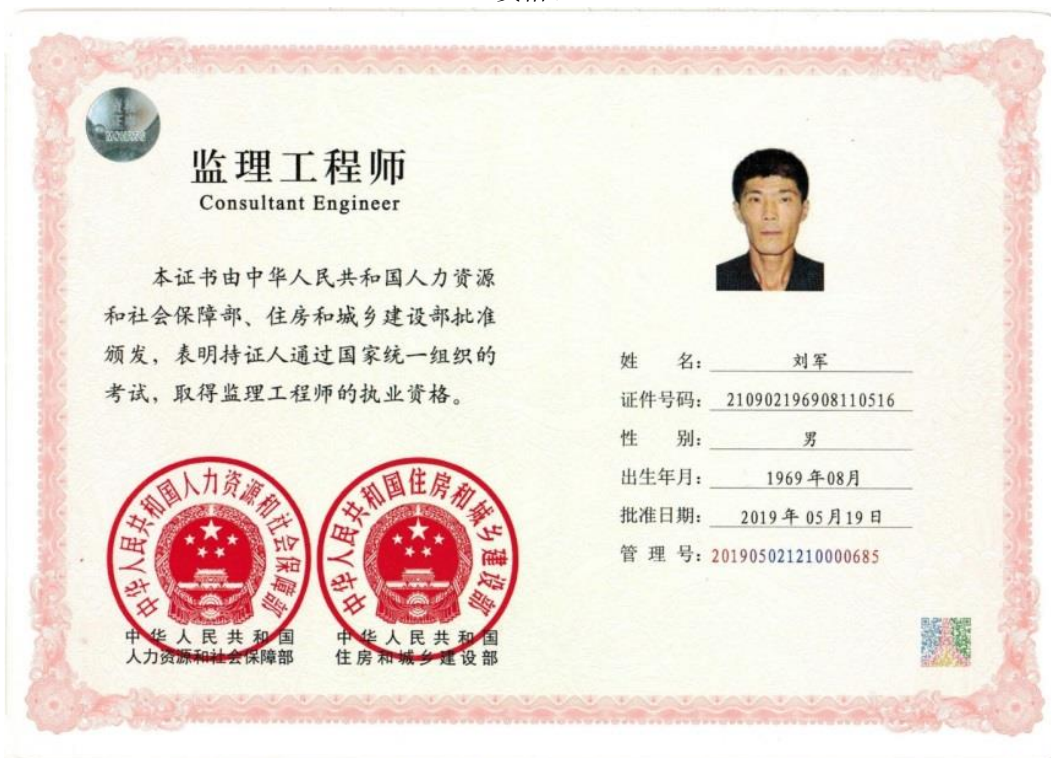 监理工程师
Consultant Engineer
本证书由中华人民共和国人力资源
和社会保障部、住房和城乡建设部批准
颁发，表明持证人通过国家统一组织的
考试，取得监理工程师的执业资格。
中华人民共和国人力资源和社会保障部
中华人民共和国
人力资源和社会保障部
中华人民共和国住房和城乡建设部
中华人民共和国
住房和城乡建设部
姓 名： 刘军
证件号码： 210902196908110516
性 别： 男
出生年月： 1969年08月
批准日期： 2019年05月19日
管 理 号：201905021210000685